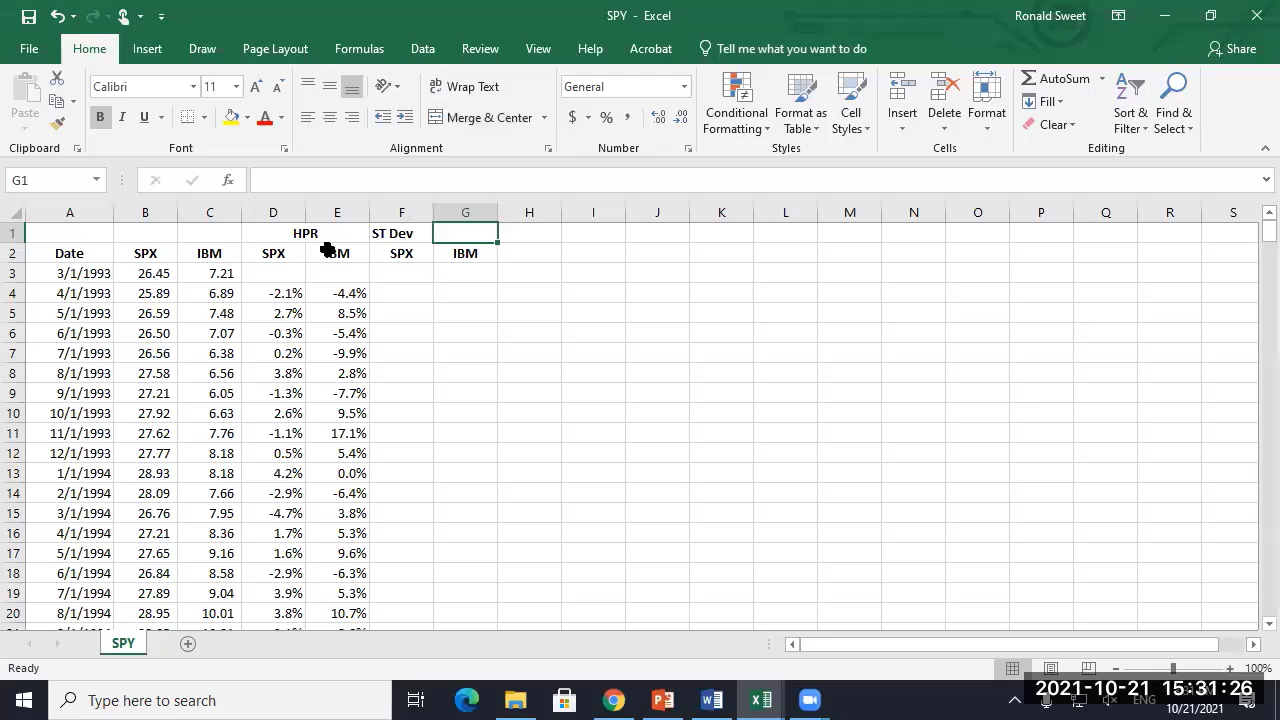 SPY - Excel
Ronald Sweet
File Home Insert Draw Page Layout Formulas Data Review View Help Acrobat Tell me what you want to do Share
Paste
Calibri 11
B I U
Wrap Text
Merge & Center
General
$ % ,
Conditional Formatting
Format as Table
Cell Styles
Insert
Delete
Format
AutoSum
Fill
Clear
Sort & Filter
Find & Select
Clipboard Font Alignment Number Styles Cells Editing
G1 fx
A B C D E F G H I J K L M N O P Q R S
1 HPR ST Dev
2 Date SPX IBM SPX IBM SPX IBM
3 3/1/1993 26.45 7.21
4 4/1/1993 25.89 6.89 -2.1% -4.4%
5 5/1/1993 26.59 7.48 2.7% 8.5%
6 6/1/1993 26.50 7.07 -0.3% -5.4%
7 7/1/1993 26.56 6.38 0.2% -9.9%
8 8/1/1993 27.58 6.56 3.8% 2.8%
9 9/1/1993 27.21 6.05 -1.3% -7.7%
10 10/1/1993 27.92 6.63 2.6% 9.5%
11 11/1/1993 27.62 7.76 -1.1% 17.1%
12 12/1/1993 27.77 8.18 0.5% 5.4%
13 1/1/1994 28.93 8.18 4.2% 0.0%
14 2/1/1994 28.09 7.66 -2.9% -6.4%
15 3/1/1994 26.76 7.95 -4.7% 3.8%
16 4/1/1994 27.21 8.36 1.7% 5.3%
17 5/1/1994 27.65 9.16 1.6% 9.6%
18 6/1/1994 26.84 8.58 -2.9% -6.3%
19 7/1/1994 27.89 9.04 3.9% 5.3%
20 8/1/1994 28.95 10.01 3.8% 10.7%
SPY
Ready
100%
Type here to search
2021-10-21 15:31:26
ENG
10/21/2021